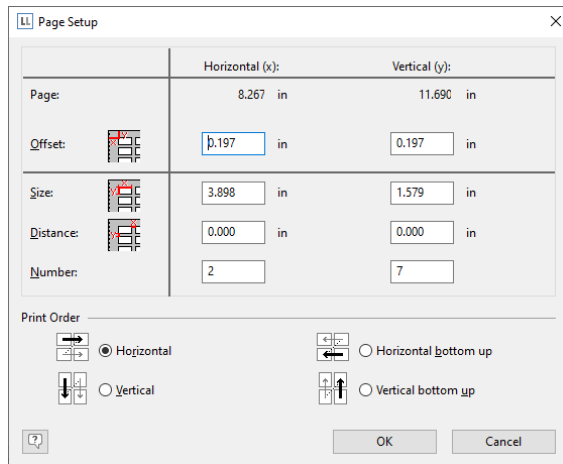 LL Page Setup
Horizontal (x): Vertical (y):
Page: 8.267 in 11.690 in
Offset: 0.197 in 0.197 in
Size: 3.898 in 1.579 in
Distance: 0.000 in 0.000 in
Number: 2 7
Print Order
Horizontal Horizontal bottom up
Vertical Vertical bottom up
OK Cancel